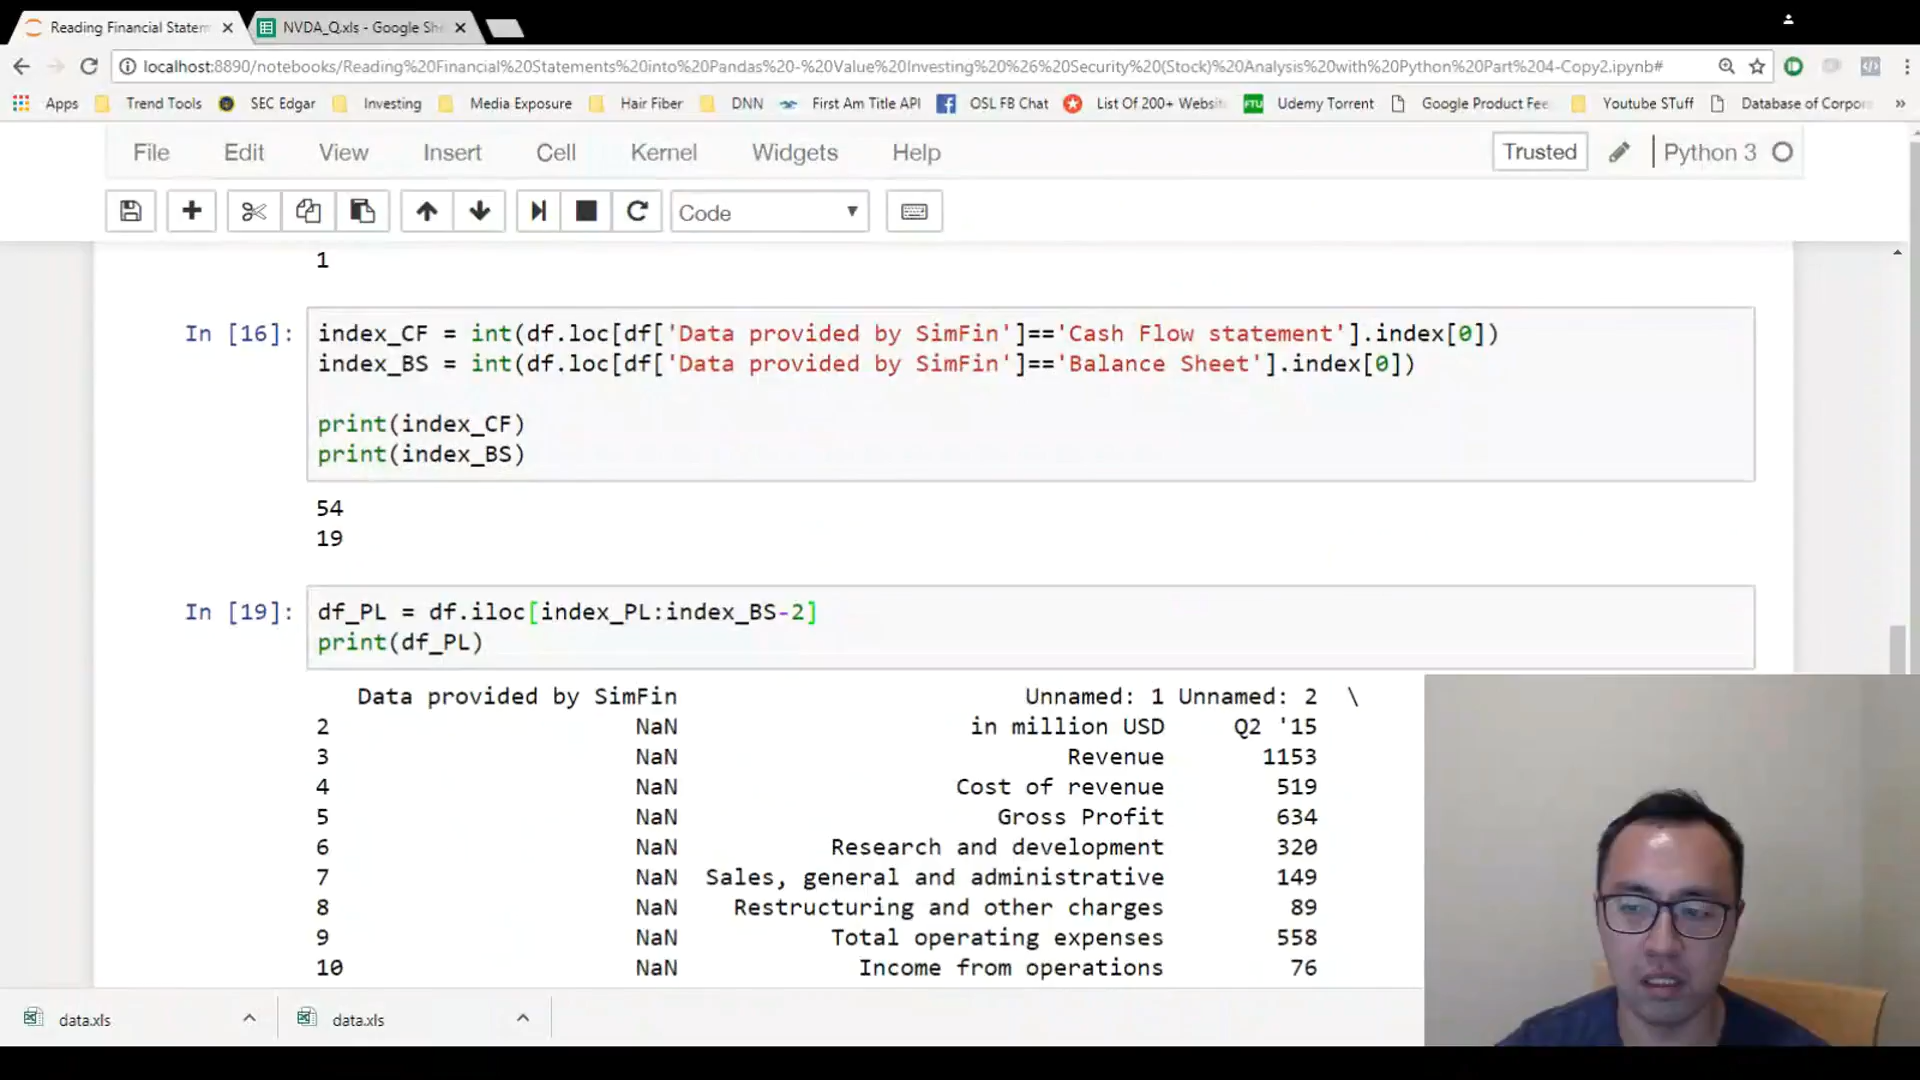 Reading Financial Statem
NVDA_Q.xls - Google She
localhost:8890/notebooks/Reading%20Financial%20Statements%20into%20Pandas%20-%20Value%20Investing%20%26%20Security%20(Stock)%20Analysis%20with%20Python%20Part%204-Copy2.ipynb#
Apps Trend Tools SEC Edgar Investing Media Exposure Hair Fiber DNN First Am Title API OSL FB Chat List Of 200+ Websi FTU Udemy Torrent Google Product Fee Youtube STuff Database of Corpo »
File Edit View Insert Cell Kernel Widgets Help Trusted Python 3
Code
1
In [16]: index_CF = int(df.loc[df['Data provided by SimFin']=='Cash Flow statement'].index[0])
index_BS = int(df.loc[df['Data provided by SimFin']=='Balance Sheet'].index[0])
print(index_CF)
print(index_BS)
54
19
In [19]: df_PL = df.iloc[index_PL:index_BS-2]
print(df_PL)
Data provided by SimFin Unnamed: 1 Unnamed: 2 \
2 NaN in million USD Q2 '15
3 NaN Revenue 1153
4 NaN Cost of revenue 519
5 NaN Gross Profit 634
6 NaN Research and development 320
7 NaN Sales, general and administrative 149
8 NaN Restructuring and other charges 89
9 NaN Total operating expenses 558
10 NaN Income from operations 76
data.xls data.xls